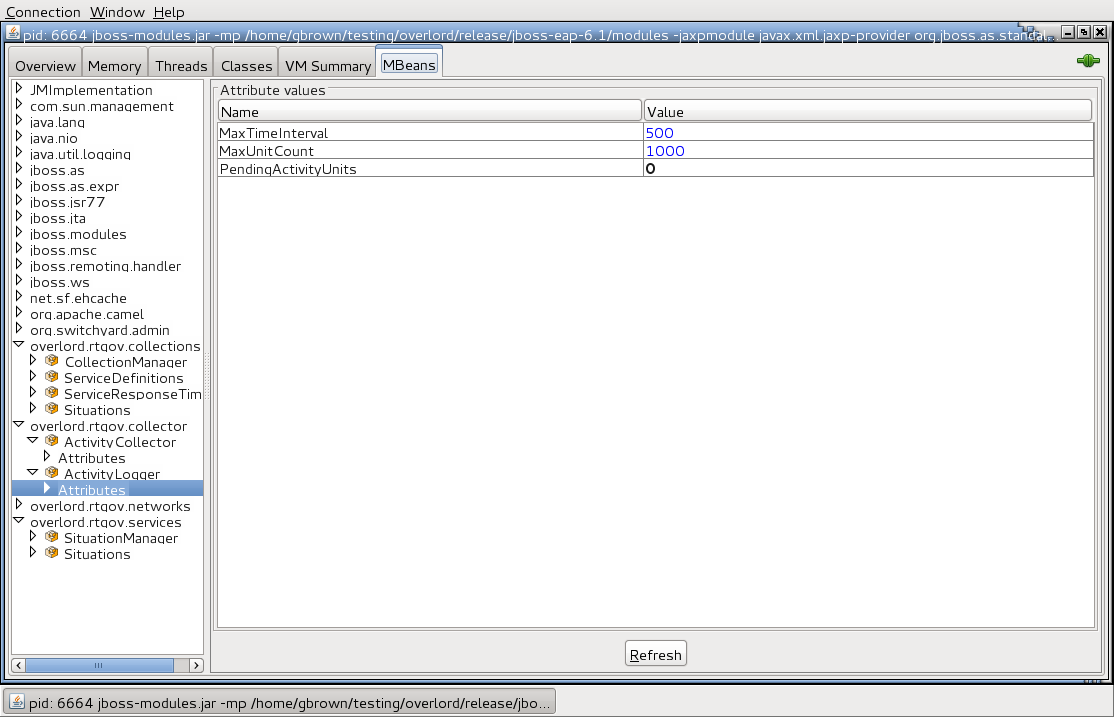 Connection Window Help
pid: 6664 jboss-modules.jar -mp /home/gbrown/testing/overlord/release/jboss-eap-6.1/modules -jaxpmodule javax.xml.jaxp-provider org.jboss.as.standal
Overview Memory Threads Classes VM Summary MBeans
JMImplementation
com.sun.management
java.lang
java.nio
java.util.logging
jboss.as
jboss.as.expr
jboss.jsr77
jboss.jta
jboss.modules
jboss.msc
jboss.remoting.handler
jboss.ws
net.sf.ehcache
org.apache.camel
org.switchyard.admin
overlord.rtgov.collections
CollectionManager
ServiceDefinitions
ServiceResponseTim
Situations
overlord.rtgov.collector
ActivityCollector
Attributes
ActivityLogger
Attributes
overlord.rtgov.networks
overlord.rtgov.services
SituationManager
Situations
Attribute values
Name Value
MaxTimeInterval 500
MaxUnitCount 1000
PendingActivityUnits 0
Refresh
pid: 6664 jboss-modules.jar -mp /home/gbrown/testing/overlord/release/jbo...